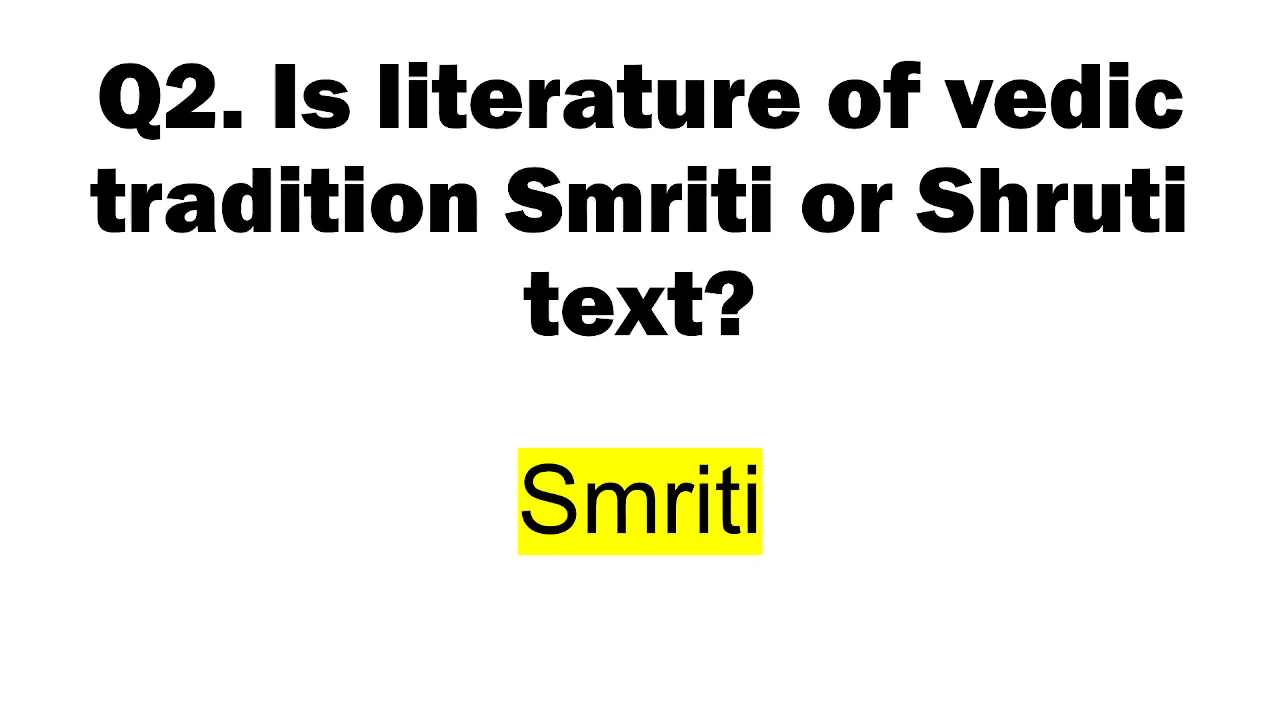 Q2. Is literature of vedic
tradition Smriti or Shruti
text?
Smriti